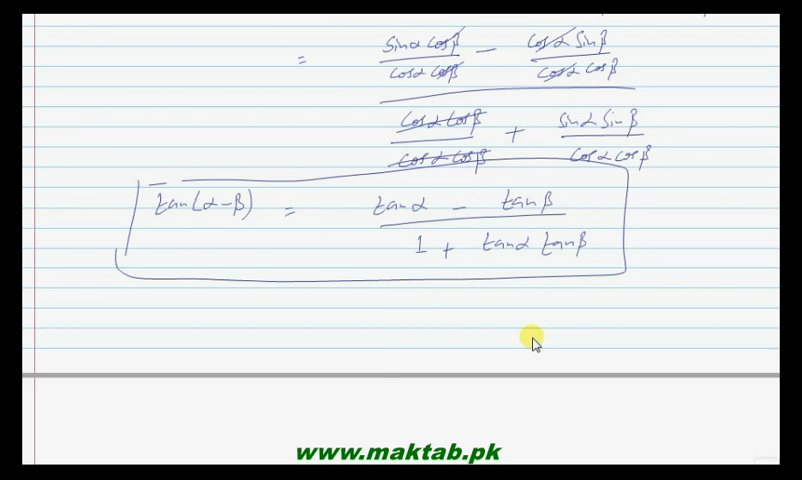 = (sinα cosβ)/(cosα cosβ) − (cosα sinβ)/(cosα cosβ)
(cosα cosβ)/(cosα cosβ) + (sinα sinβ)/(cosα cosβ)
tan(α-β) = tanα − tanβ
1 + tanα tanβ
www.maktab.pk